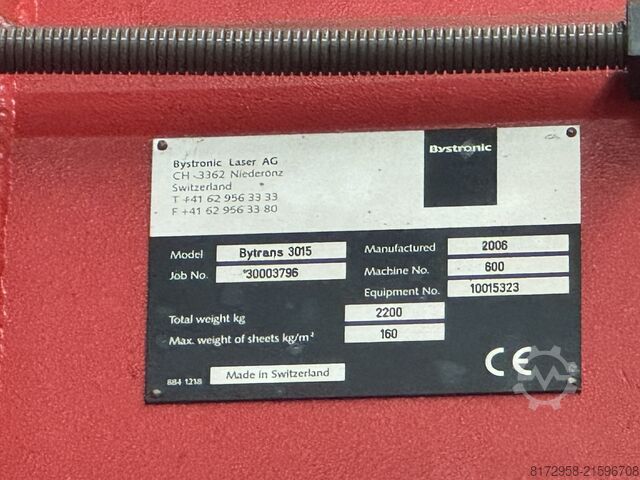 Bystronic Laser AG
CH - 3362 Niederönz
Switzerland
T +41 62 956 33 33
F +41 62 956 33 80
Bystronic
Model Bytrans 3015
Job No. *30003796
Manufactured 2006
Machine No. 600
Equipment No. 10015323
Total weight kg 2200
Max. weight of sheets kg/m² 160
884 1218 Made in Switzerland
CE
8172958-21596708